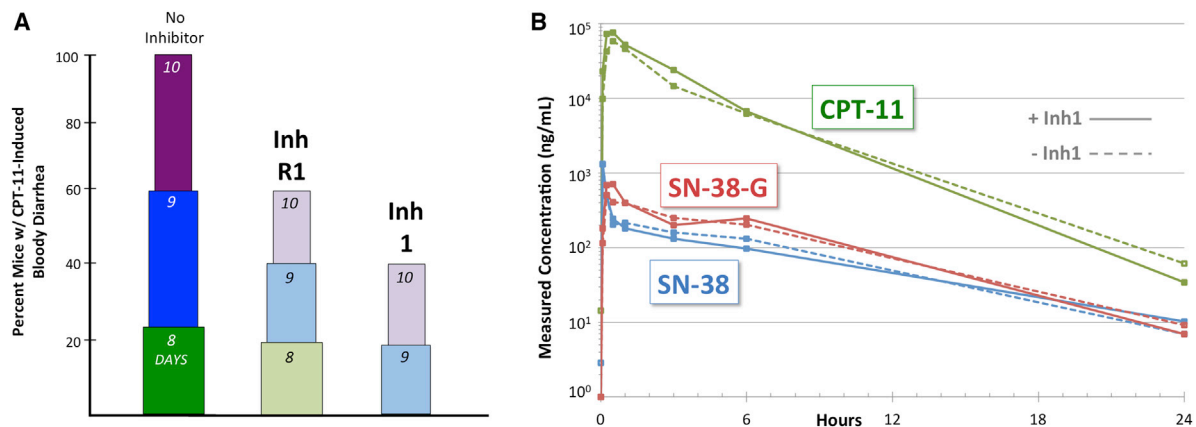 A
No
Inhibitor
100
80
60
40
20
Percent Mice w/ CPT-11-Induced
Bloody Diarrhea
10
9
8
DAYS
Inh
R1
10
9
8
Inh
1
10
9
B
10⁵
10⁴
10³
10²
10¹
10⁰
Measured Concentration (ng/mL)
CPT-11
SN-38-G
SN-38
+ Inh1
- Inh1
0
6
Hours
12
18
24